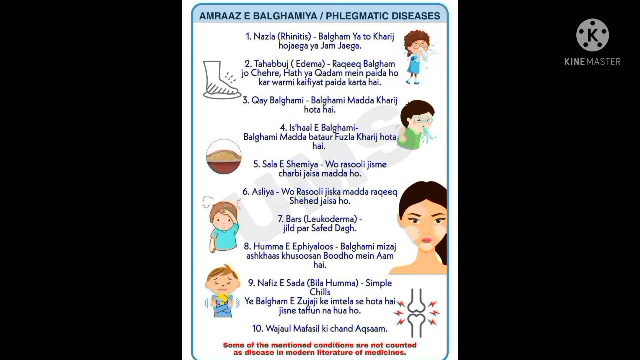 AMRAAZ E BALGHAMIYA / PHLEGMATIC DISEASES
1. Nazla (Rhinitis) - Balgham Ya to Kharij
hojaega ya Jam Jaega.
2. Tahabbuj ( Edema) - Raqeeq Balgham
jo Chehre, Hath ya Qadam mein paida ho
kar warmi kaifiyat paida karta hai.
3. Qay Balghami - Balghami Madda Kharij
hota hai.
4. Is'haal E Balghami-
Balghami Madda bataur Fuzla Kharij hota
hai.
5. Sala E Shemiya - Wo rasooli jisme
charbi jaisa madda ho.
6. Asliya - Wo Rasooli jiska madda raqeeq
Shehed jaisa ho.
7. Bars (Leukoderma) -
jild par Safed Dagh.
8. Humma E Ephiyaloos - Balghami mizaj
ashkhaas khusoosan Boodho mein Aam
hai.
9. Nafiz E Sada (Bila Humma) - Simple
Chills
Ye Balgham E Zujaji ke imtela se hota hai
jisne taffun na hua ho.
10. Wajaul Mafasil ki chand Aqsaam.
Some of the mentioned conditions are not counted
as disease in modern literature of medicines.
UMS
KINEMASTER